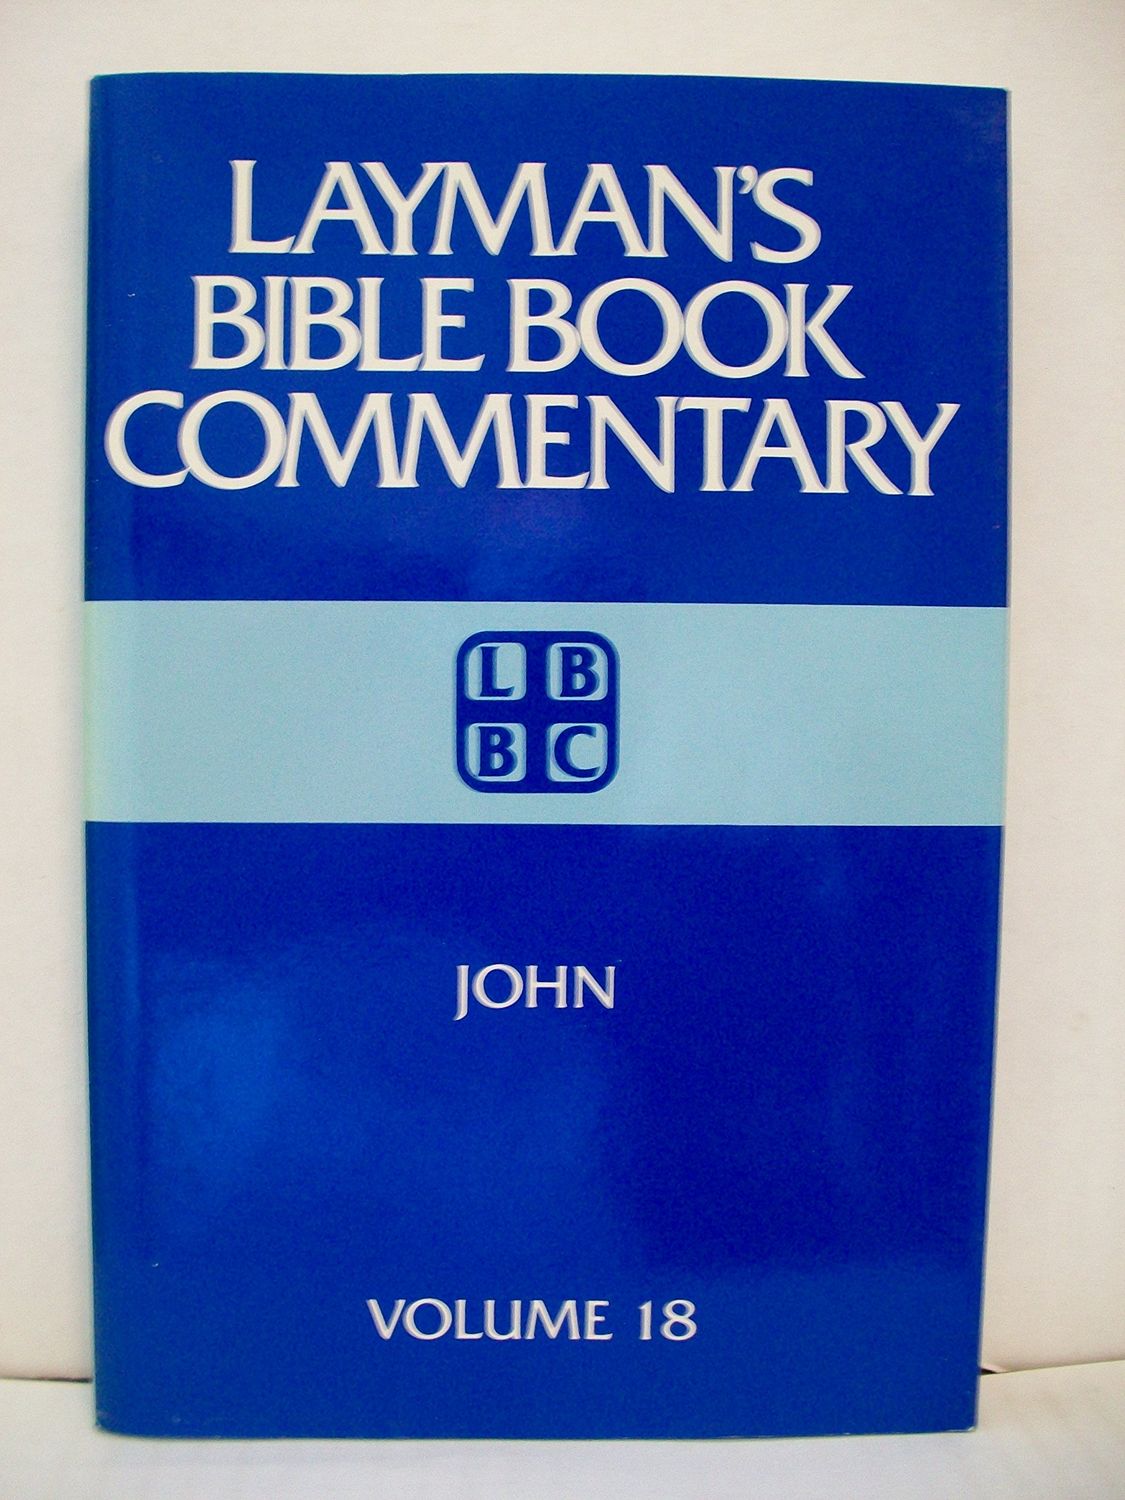 LAYMAN'S
BIBLE BOOK
COMMENTARY
L B
B C
JOHN
VOLUME 18